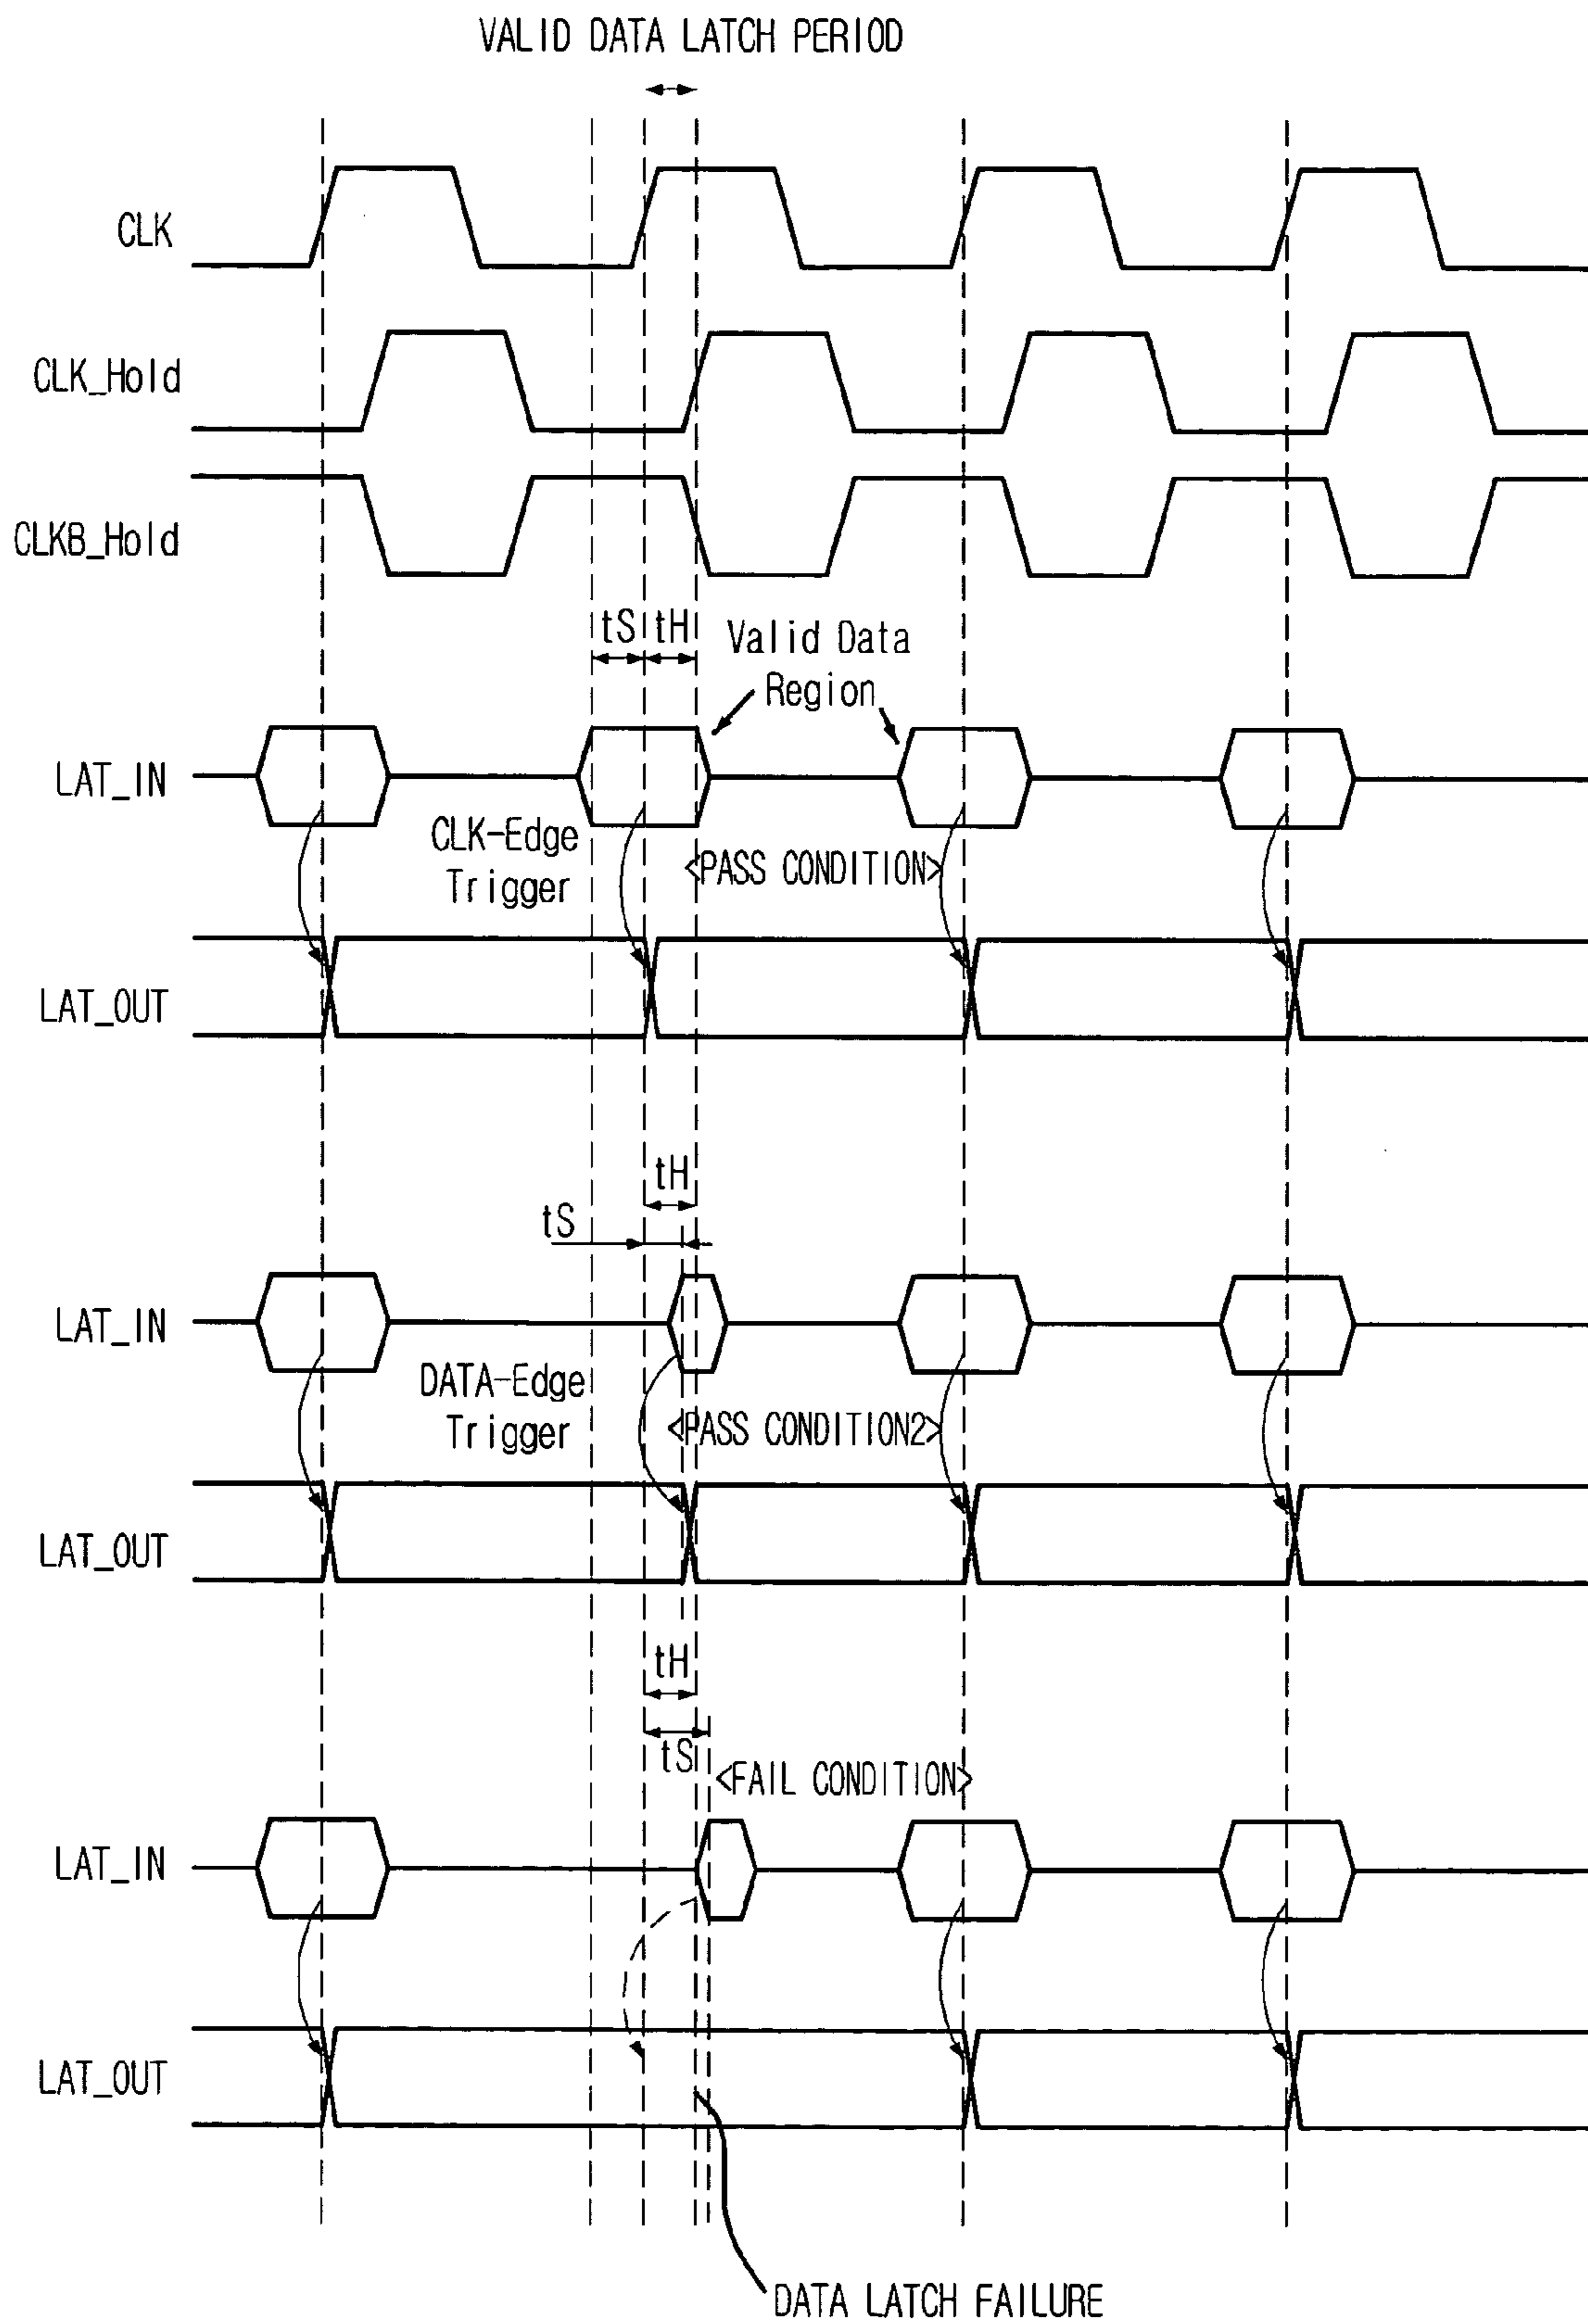 VALID DATA LATCH PERIOD
CLK
CLK_Hold
CLKB_Hold
tS tH
Valid Data
Region
LAT_IN
CLK-Edge
Trigger
<PASS CONDITION>
LAT_OUT
tH
tS
LAT_IN
DATA-Edge
Trigger
<PASS CONDITION2>
LAT_OUT
tH
tS
<FAIL CONDITION>
LAT_IN
LAT_OUT
DATA LATCH FAILURE